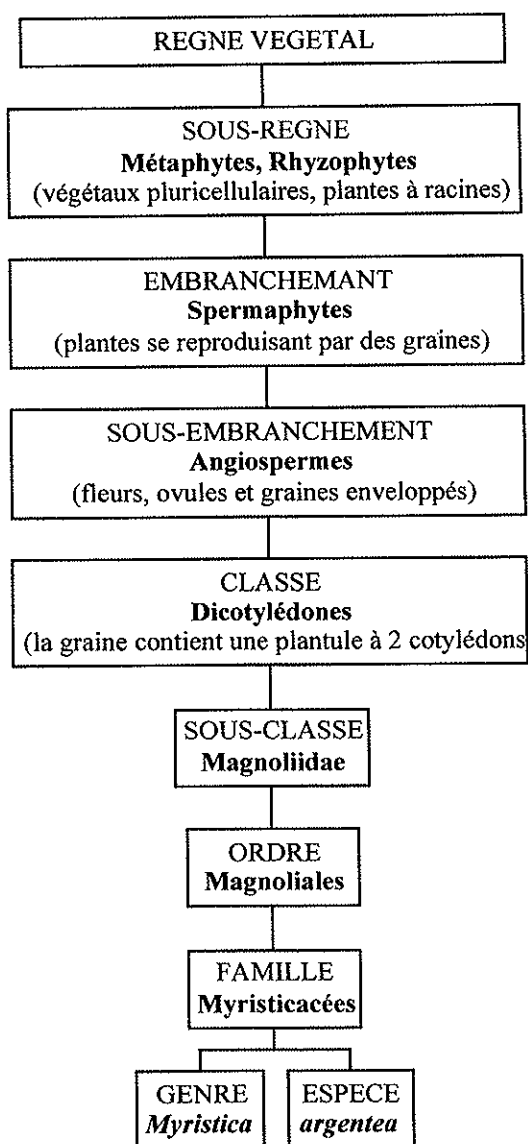 REGNE VEGETAL
SOUS-REGNE
Métaphytes, Rhyzophytes
(végétaux pluricellulaires, plantes à racines)
EMBRANCHEMANT
Spermaphytes
(plantes se reproduisant par des graines)
SOUS-EMBRANCHEMENT
Angiospermes
(fleurs, ovules et graines enveloppés)
CLASSE
Dicotylédones
(la graine contient une plantule à 2 cotylédons
SOUS-CLASSE
Magnoliidae
ORDRE
Magnoliales
FAMILLE
Myristicacées
GENRE
Myristica
ESPECE
argentea